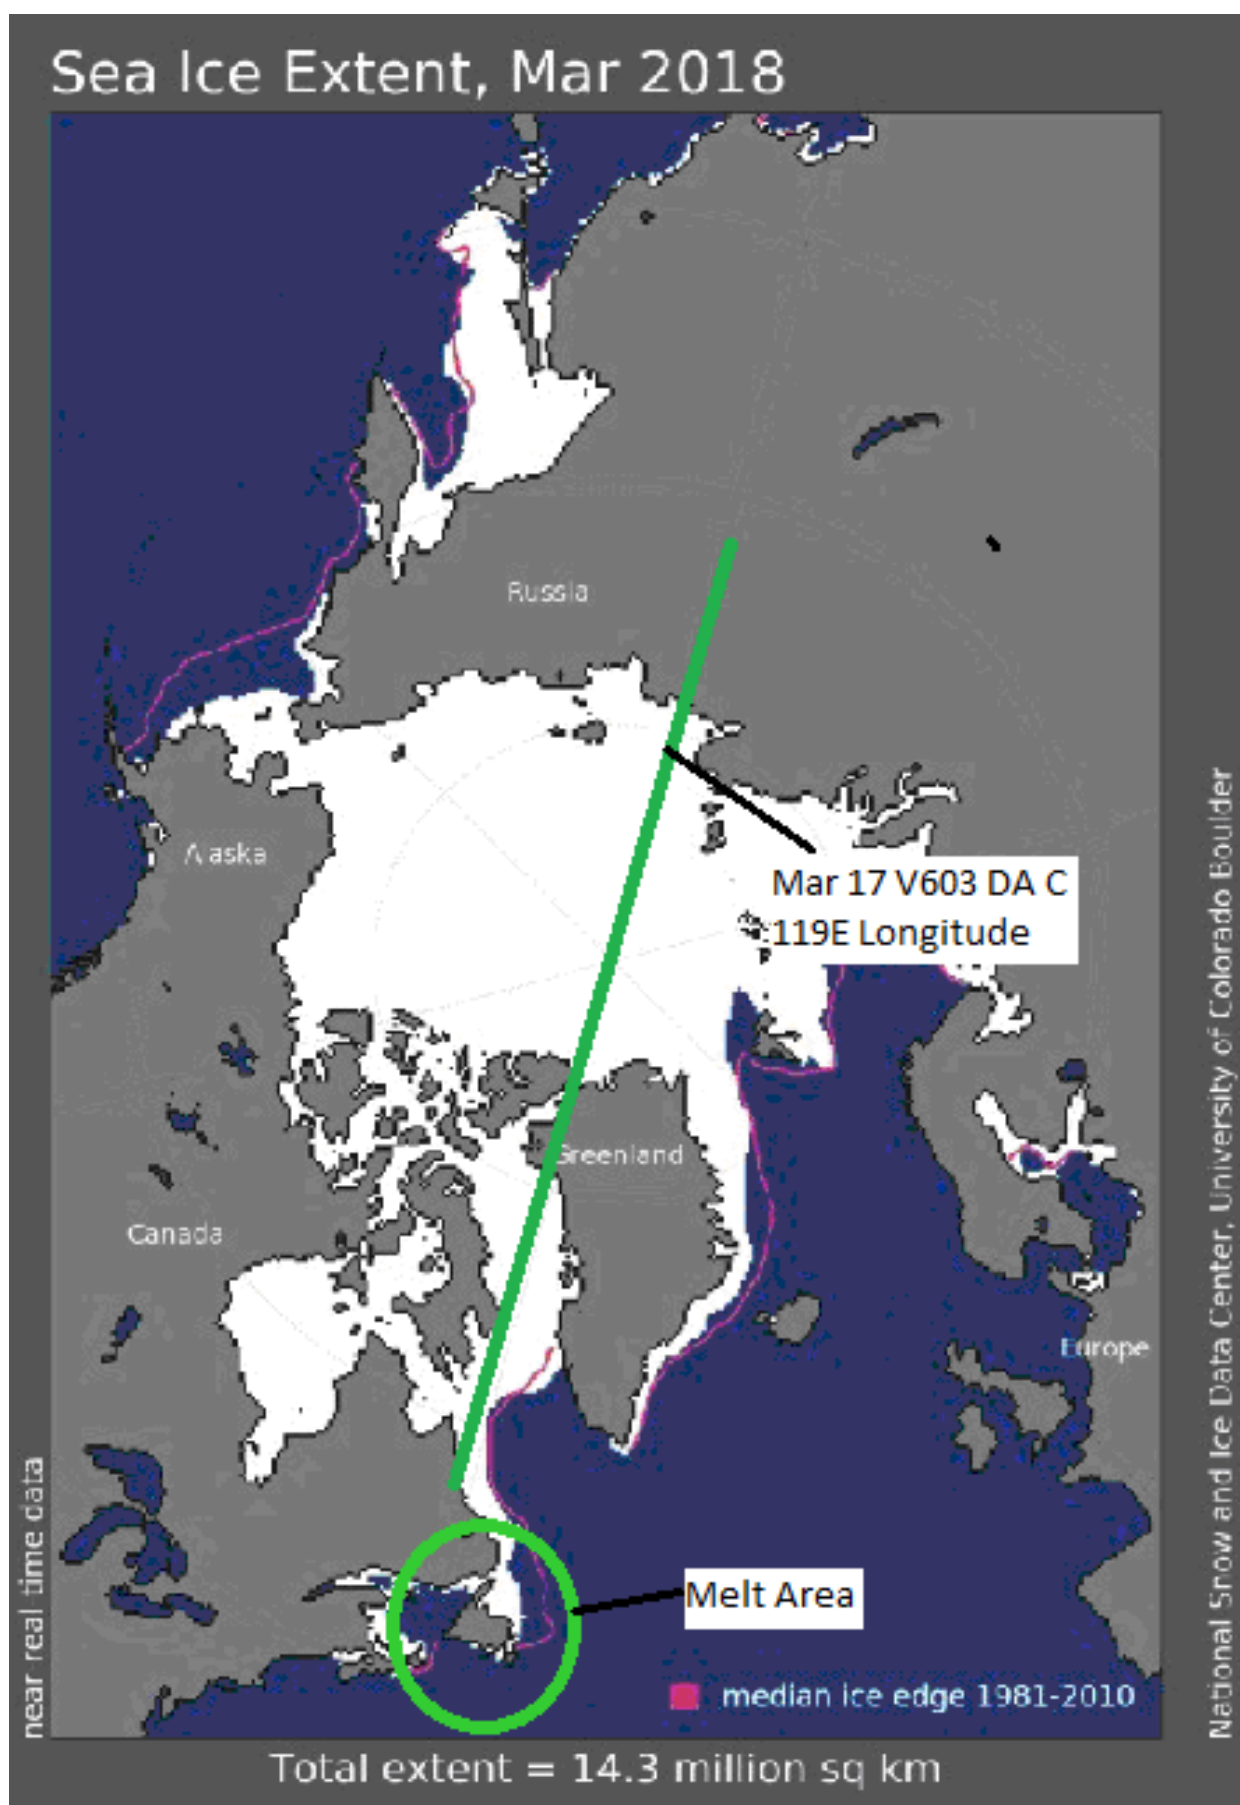 Sea Ice Extent, Mar 2018
Russia
Alaska
Mar 17 V603 DA C
119E Longitude
Greenland
Canada
Europe
Melt Area
median ice edge 1981-2010
Total extent = 14.3 million sq km
near real time data
National Snow and Ice Data Center, University of Colorado Boulder